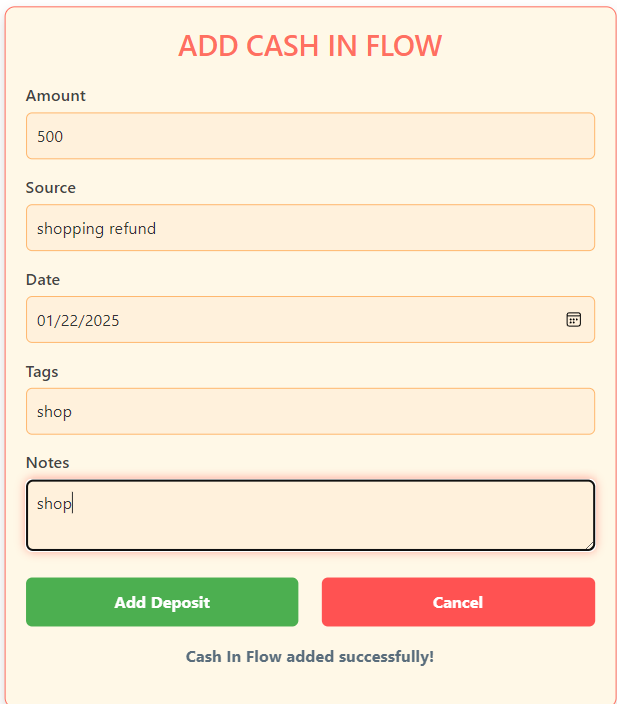 ADD CASH IN FLOW
Amount
500
Source
shopping refund
Date
01/22/2025
Tags
shop
Notes
shop
Add Deposit
Cancel
Cash In Flow added successfully!